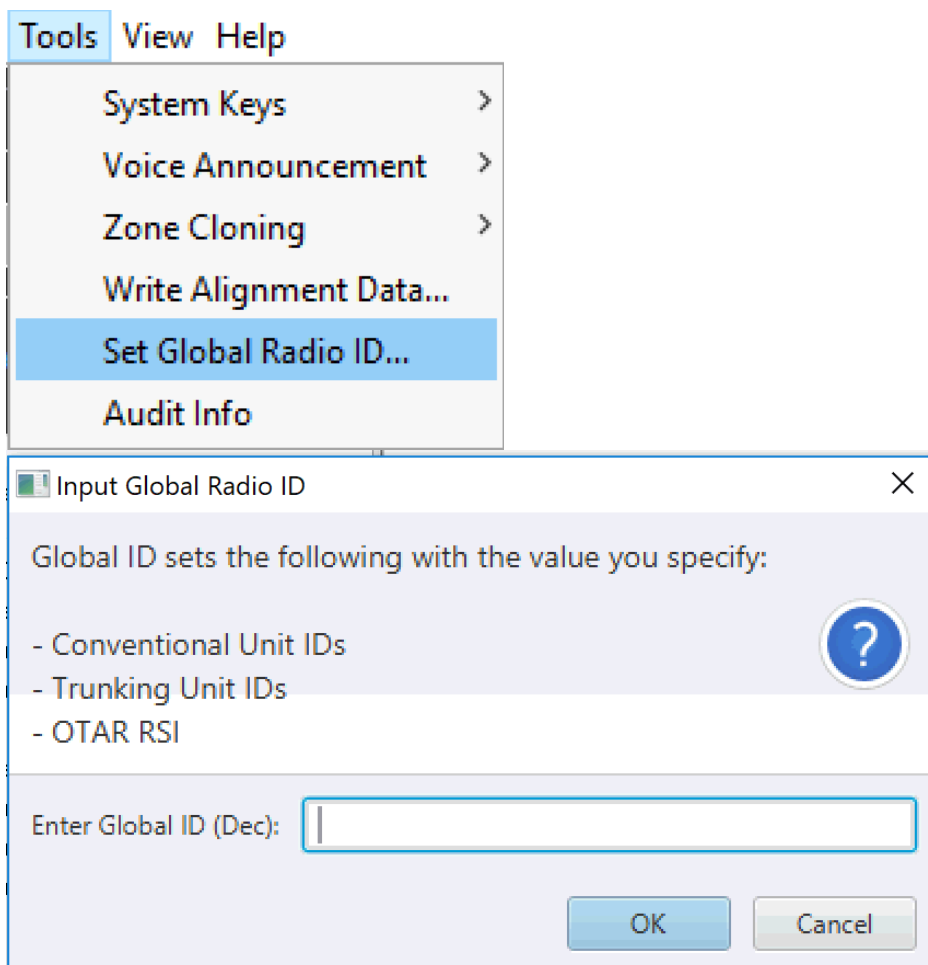 Tools View Help
System Keys
Voice Announcement
Zone Cloning
Write Alignment Data...
Set Global Radio ID...
Audit Info
Input Global Radio ID
Global ID sets the following with the value you specify:
- Conventional Unit IDs
- Trunking Unit IDs
- OTAR RSI
Enter Global ID (Dec):
OK Cancel